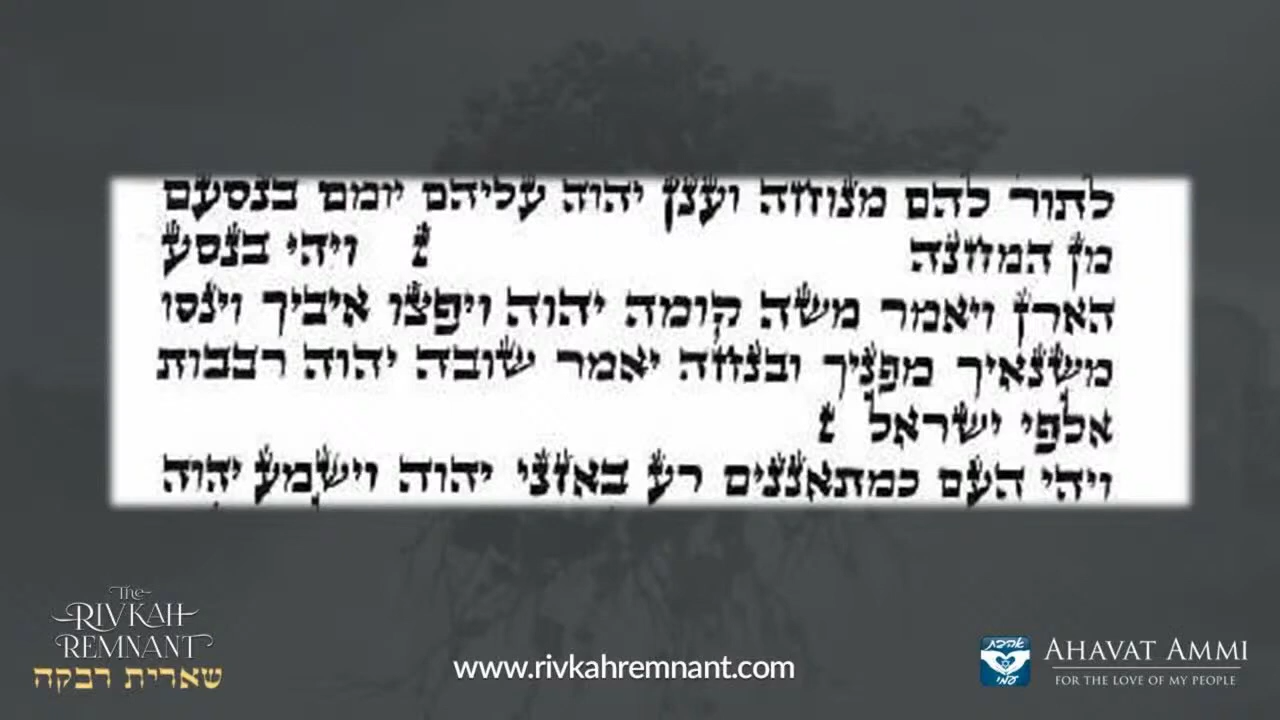 לתור להם מנוחה וענן יהוה עליהם יומם בנסעם
מן המחנה ׆ ויהי בנסע
הארן ויאמר משה קומה יהוה ויפצו איביך וינסו
משנאיך מפניך ובנחה יאמר שובה יהוה רבבות
אלפי ישראל ׆
ויהי העם כמתאננים רע באזני יהוה וישמע יהוה
The
RIVKAH
REMNANT
שארית רבקה
www.rivkahremnant.com
אהבת
עמי
AHAVAT AMMI
FOR THE LOVE OF MY PEOPLE